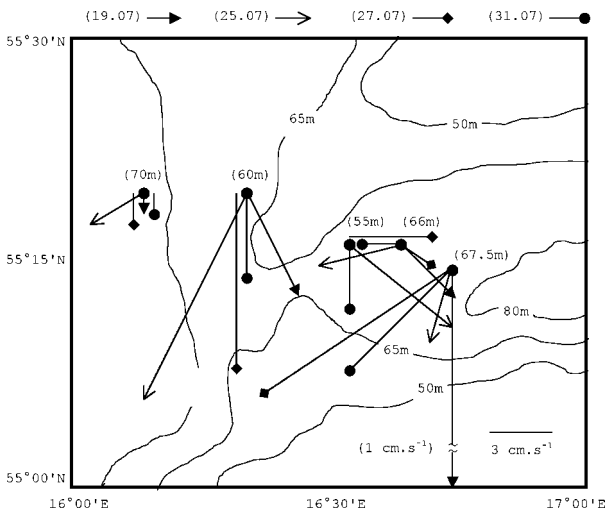 (19.07) (25.07) (27.07) (31.07)
55°30'N
65m
50m
(70m) (60m)
(55m) (66m)
55°15'N
(67.5m)
80m
65m
50m
(1 cm.s⁻¹) 3 cm.s⁻¹
55°00'N
16°00'E 16°30'E 17°00'E